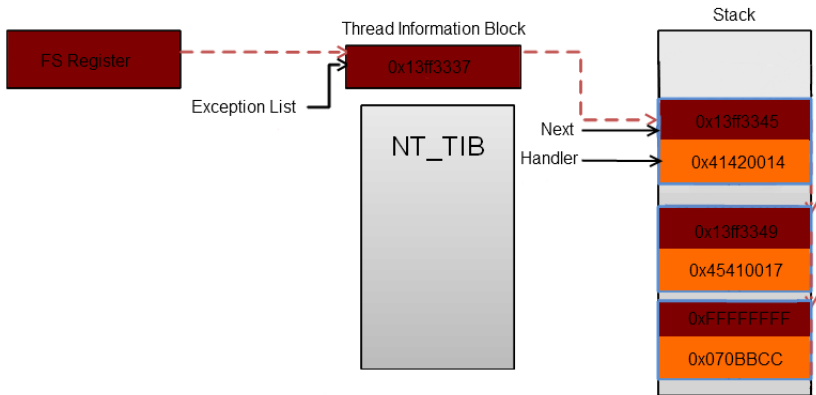 Stack
Thread Information Block
FS Register
0x13ff3337
Exception List
Next
0x13ff3345
Handler
0x41420014
NT_TIB
0x13ff3349
0x45410017
0xFFFFFFFF
0x070BBCC